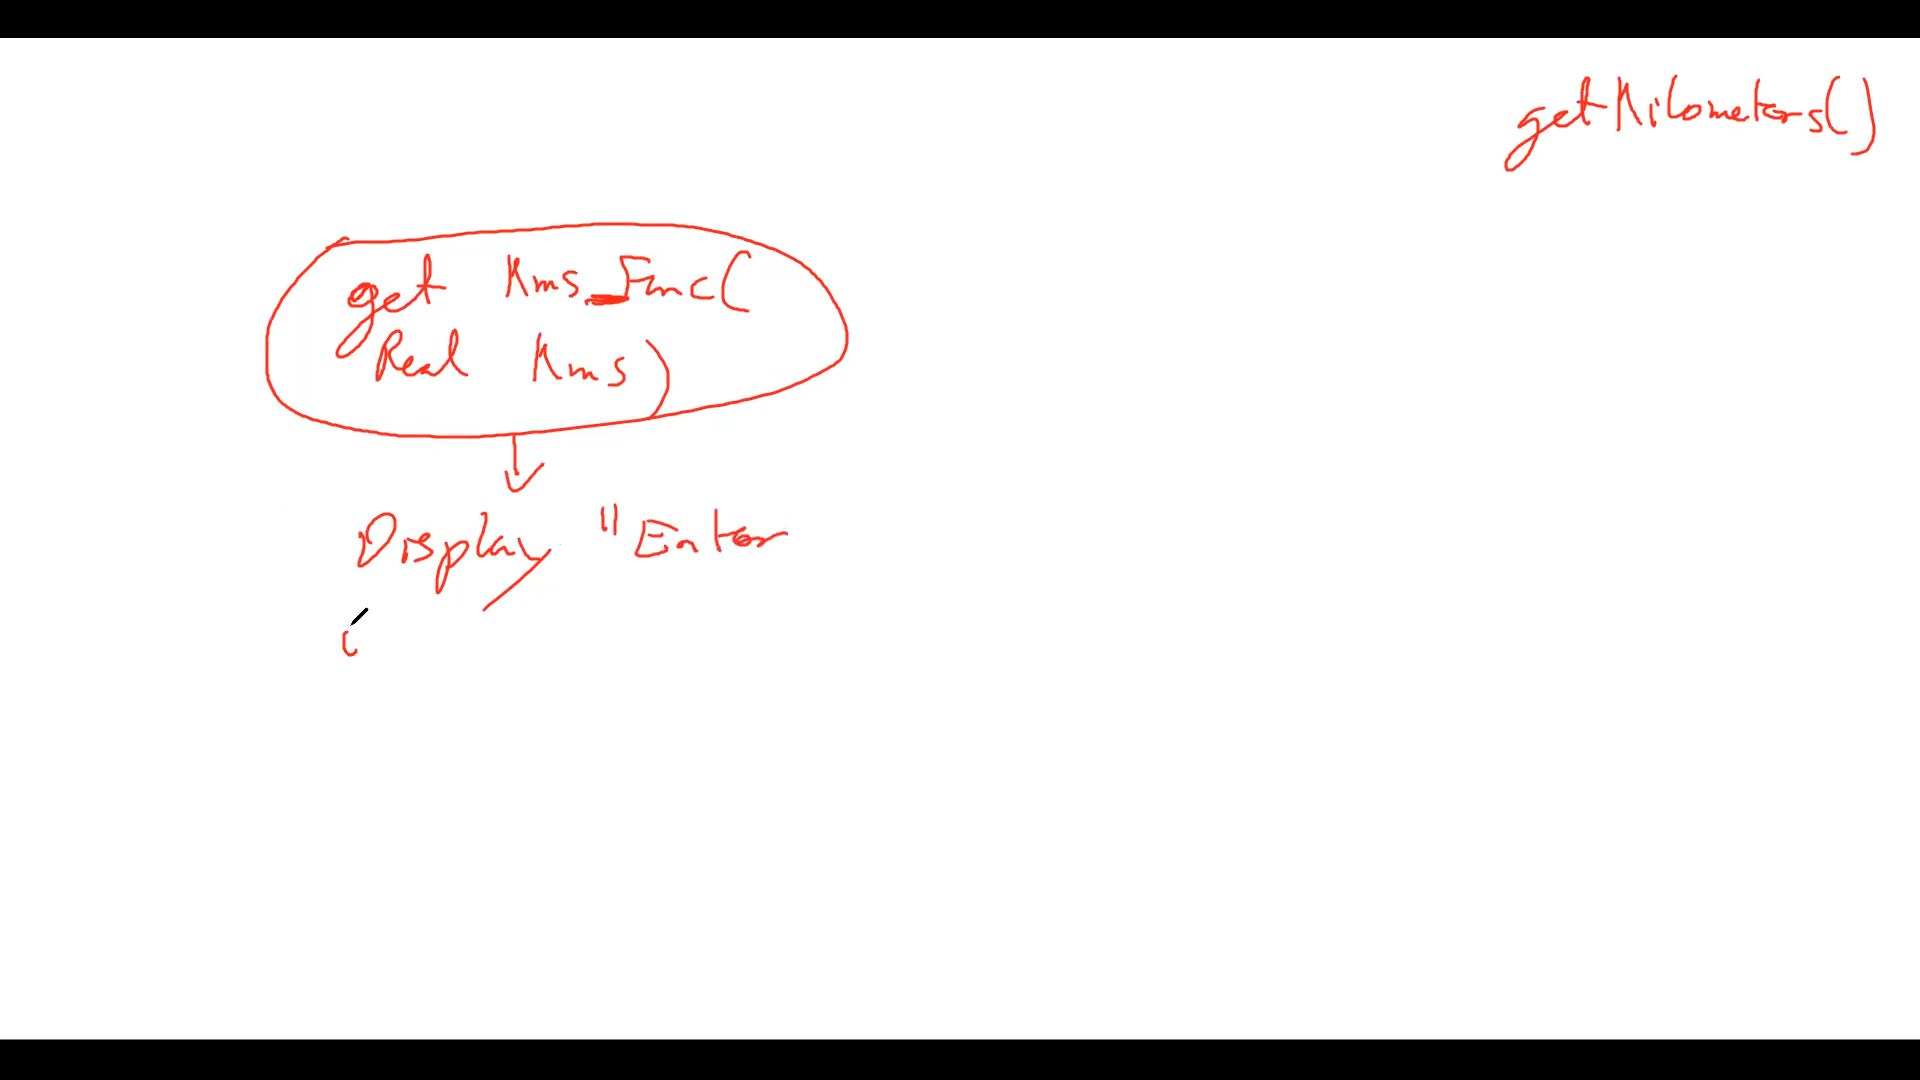 getKilometers()
get Kms_Func(
Real Kms)
Display "Enter